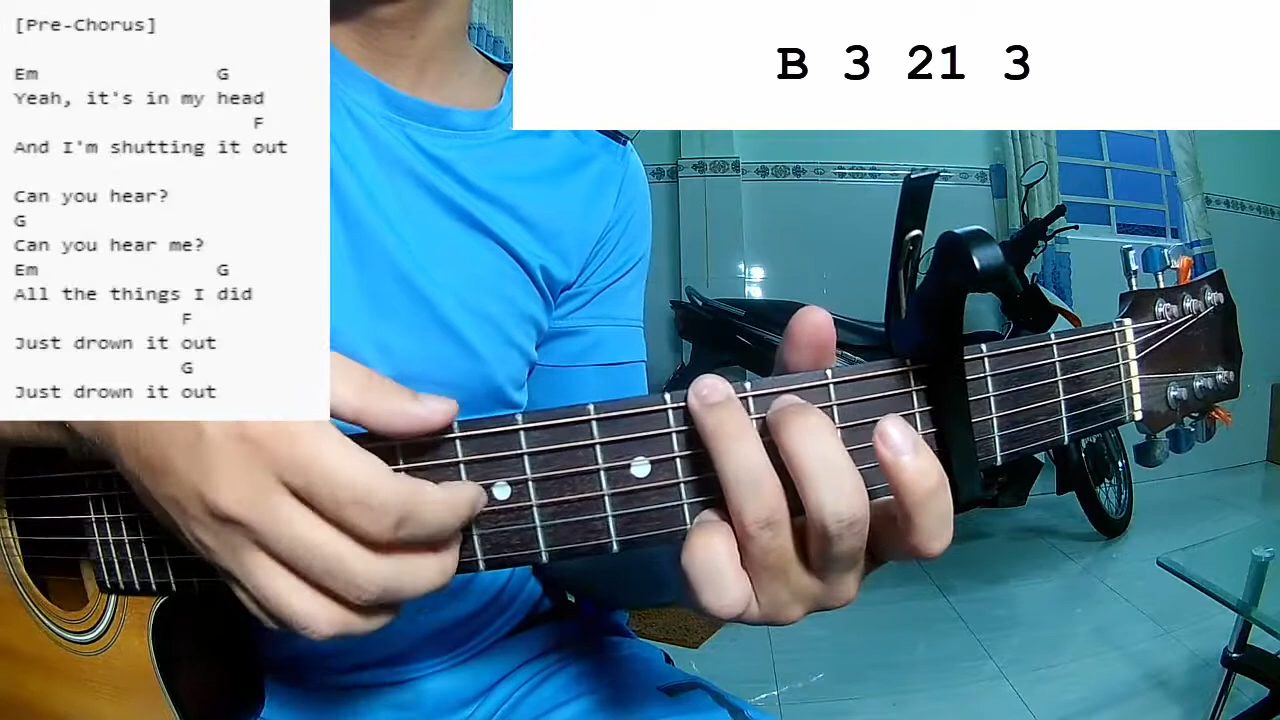 [Pre-Chorus]
Em G
Yeah, it's in my head
F
And I'm shutting it out
Can you hear?
G
Can you hear me?
Em G
All the things I did
F
Just drown it out
G
Just drown it out
B 3 21 3